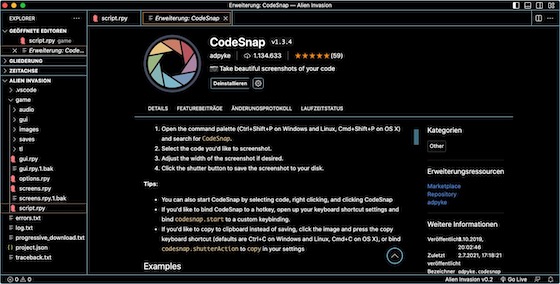 Erweiterung: CodeSnap — Alien Invasion
EXPLORER
GEÖFFNETE EDITOREN
script.rpy game
Erweiterung: Code...
GLIEDERUNG
ZEITACHSE
ALIEN INVASION
.vscode
game
audio
gui
images
saves
tl
gui.rpy
gui.rpy.1.bak
options.rpy
screens.rpy
screens.rpy.1.bak
script.rpy
errors.txt
log.txt
progressive_download.txt
project.json
traceback.txt
script.rpy
Erweiterung: CodeSnap
CodeSnap v1.3.4
adpyke
1.134.633
(59)
Take beautiful screenshots of your code
Deinstallieren
DETAILS FEATUREBEITRÄGE ÄNDERUNGSPROTOKOLL LAUFZEITSTATUS
1. Open the command palette (Ctrl+Shift+P on Windows and Linux, Cmd+Shift+P on OS X)
and search for CodeSnap.
2. Select the code you'd like to screenshot.
3. Adjust the width of the screenshot if desired.
4. Click the shutter button to save the screenshot to your disk.
Tips:
• You can also start CodeSnap by selecting code, right clicking, and clicking CodeSnap
• If you'd like to bind CodeSnap to a hotkey, open up your keyboard shortcut settings and
bind codesnap.start to a custom keybinding.
• If you'd like to copy to clipboard instead of saving, click the image and press the copy
keyboard shortcut (defaults are Ctrl+C on Windows and Linux, Cmd+C on OS X), or bind
codesnap.shutterAction to copy in your settings
Examples
Kategorien
Other
Erweiterungsressourcen
Marketplace
Repository
adpyke
Weitere Informationen
Veröffentlicht8.10.2019,
20:02:46
Zuletzt 2.7.2021, 17:18:21
veröffentlicht
Bezeichner adpyke.codesnap
0 0
Alien Invasion v0.2
Go Live